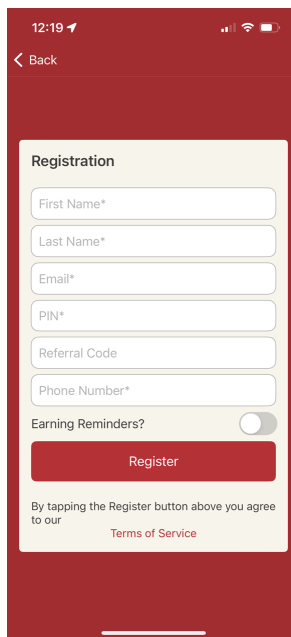 12:19
Back
Registration
First Name*
Last Name*
Email*
PIN*
Referral Code
Phone Number*
Earning Reminders?
Register
By tapping the Register button above you agree
to our
Terms of Service